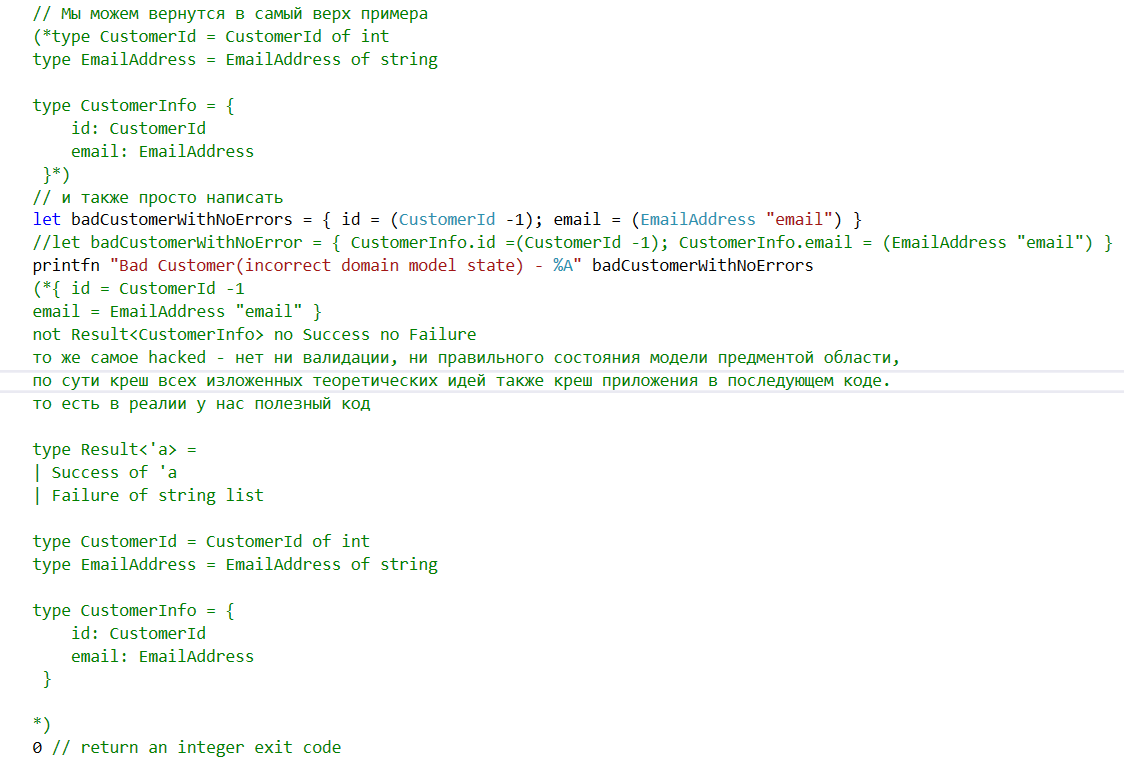 // Мы можем вернутся в самый верх примера
(*type CustomerId = CustomerId of int
type EmailAddress = EmailAddress of string
type CustomerInfo = {
id: CustomerId
email: EmailAddress
}*)
// и также просто написать
let badCustomerWithNoErrors = { id = (CustomerId -1); email = (EmailAddress "email") }
//let badCustomerWithNoError = { CustomerInfo.id =(CustomerId -1); CustomerInfo.email = (EmailAddress "email") }
printfn "Bad Customer(incorrect domain model state) - %A" badCustomerWithNoErrors
(*{ id = CustomerId -1
email = EmailAddress "email" }
not Result<CustomerInfo> no Success no Failure
то же самое hacked - нет ни валидации, ни правильного состояния модели предментой области,
по сути креш всех изложенных теоретических идей также креш приложения в последующем коде.
то есть в реалии у нас полезный код
type Result<'a> =
| Success of 'a
| Failure of string list
type CustomerId = CustomerId of int
type EmailAddress = EmailAddress of string
type CustomerInfo = {
id: CustomerId
email: EmailAddress
}
*)
0 // return an integer exit code